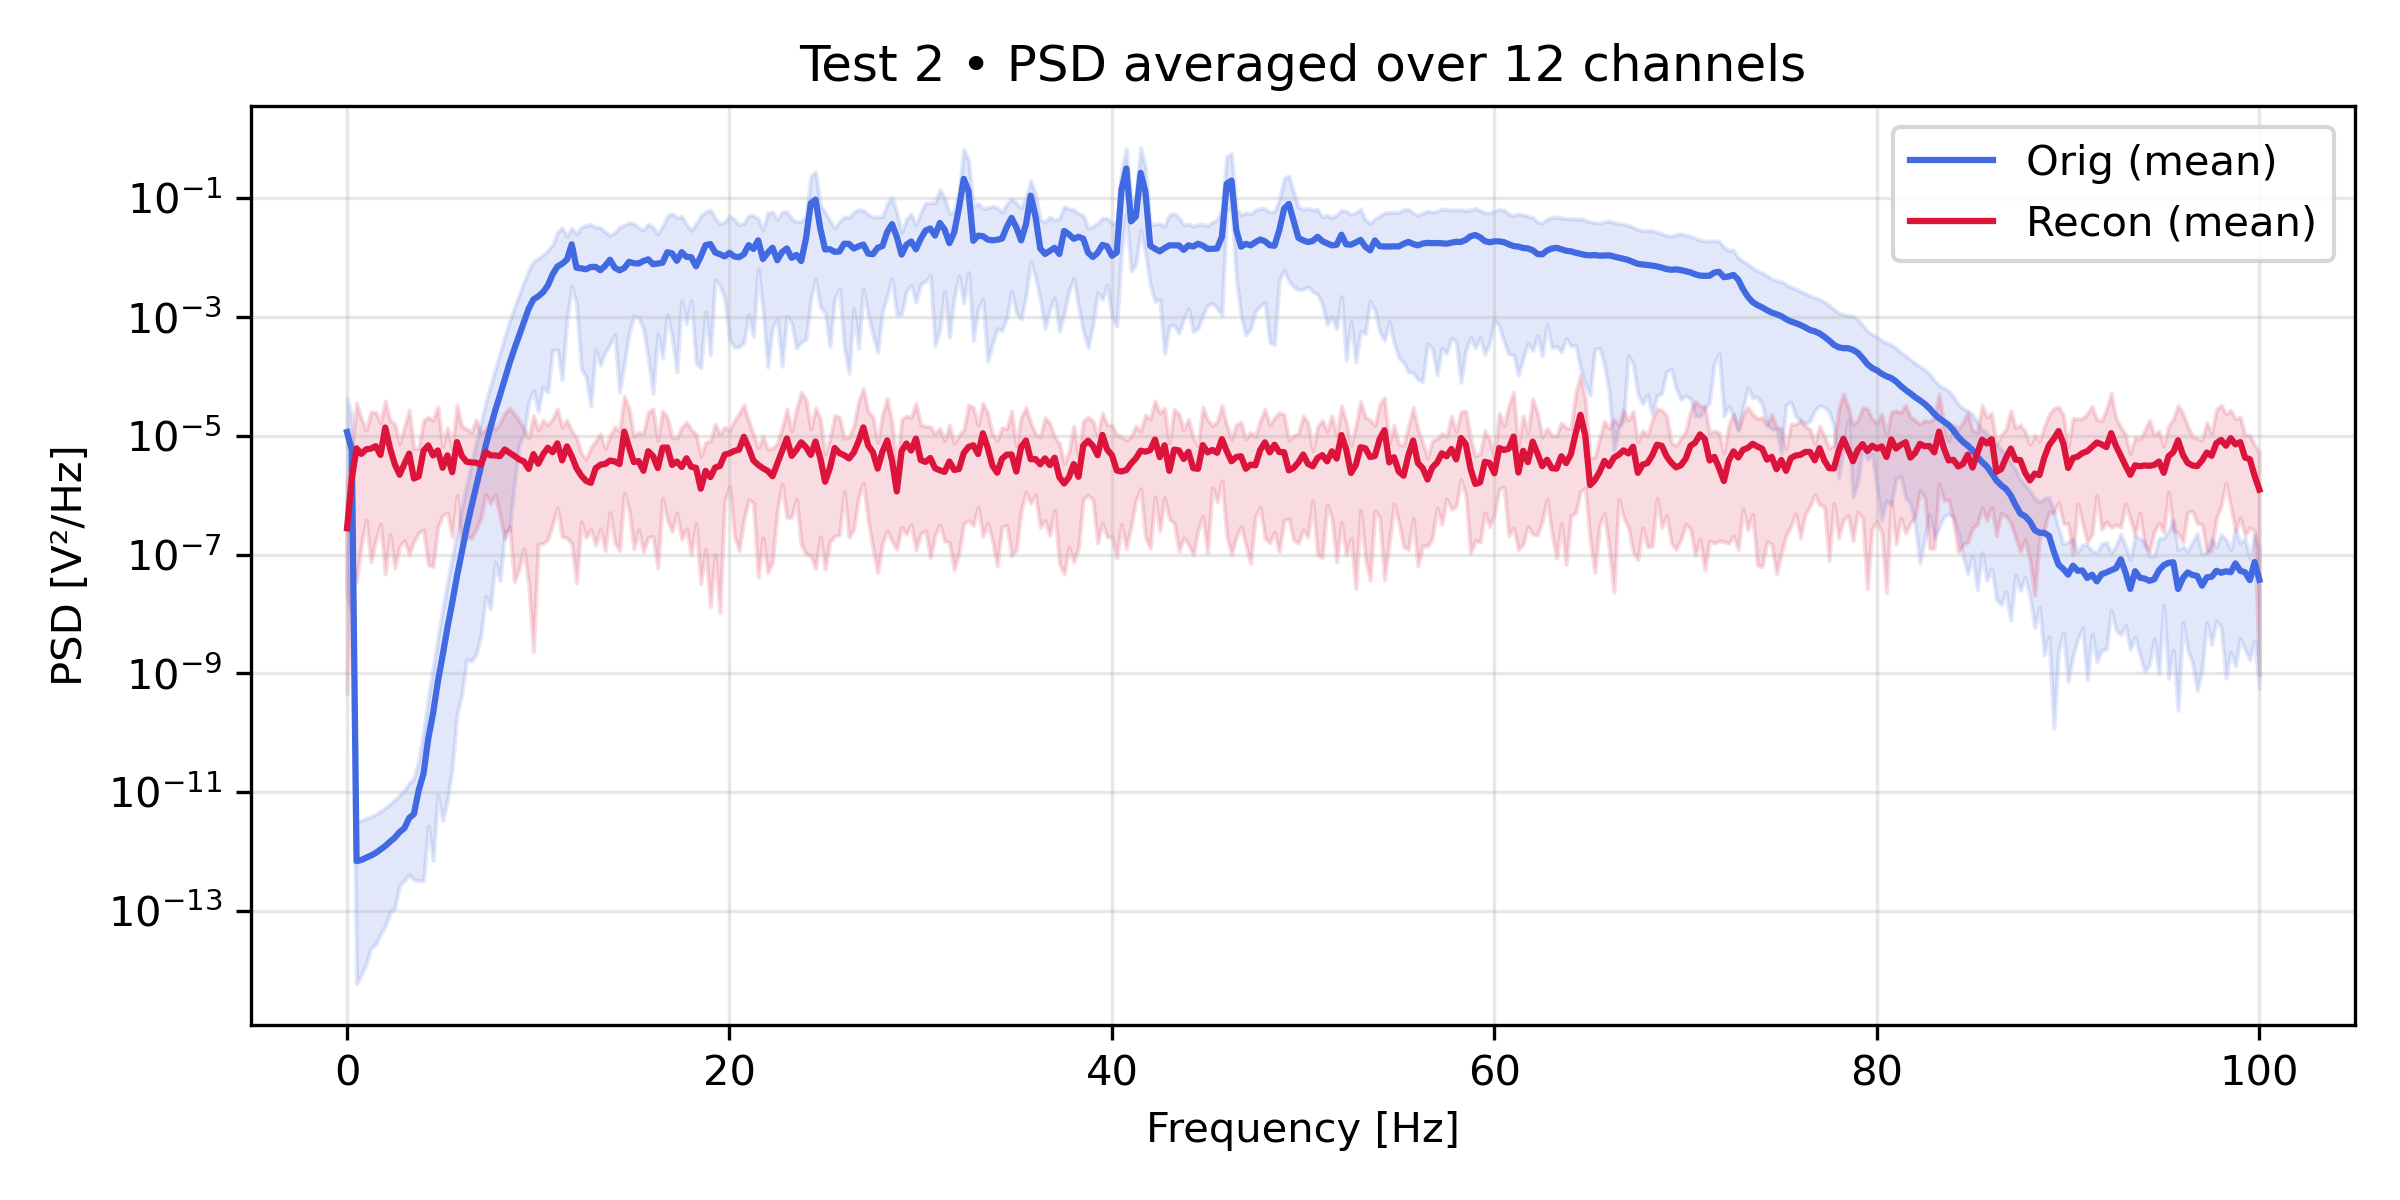 Test 2 • PSD averaged over 12 channels
Orig (mean)
Recon (mean)
PSD [V²/Hz]
10⁻¹
10⁻³
10⁻⁵
10⁻⁷
10⁻⁹
10⁻¹¹
10⁻¹³
0 20 40 60 80 100
Frequency [Hz]